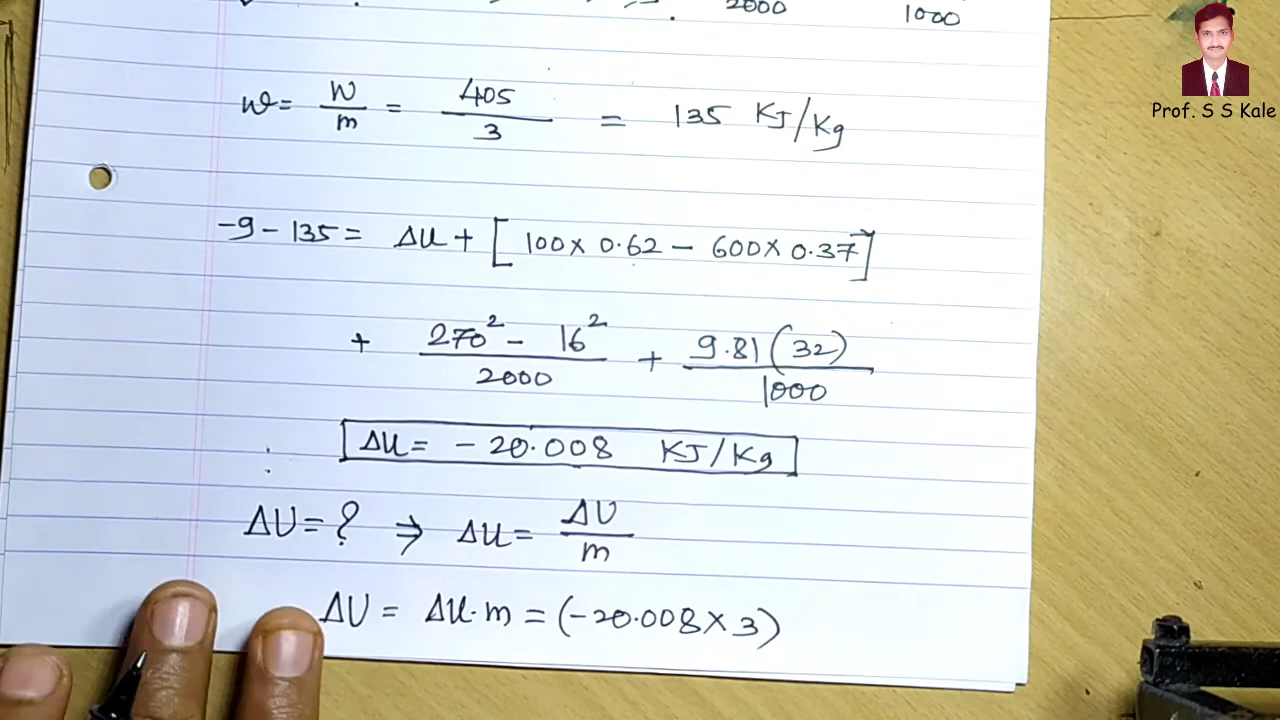 2000 1000
w = W/m = 405/3 = 135 KJ/Kg
Prof. S S Kale
-9 - 135 = Δu + [100 × 0.62 - 600 × 0.37]
+ 270² - 16²/2000 + 9.81(32)/1000
∴ Δu = - 20.008 KJ/Kg
ΔU = ? ⇒ Δu = ΔU/m
ΔU = Δu·m = (-20.008 × 3)